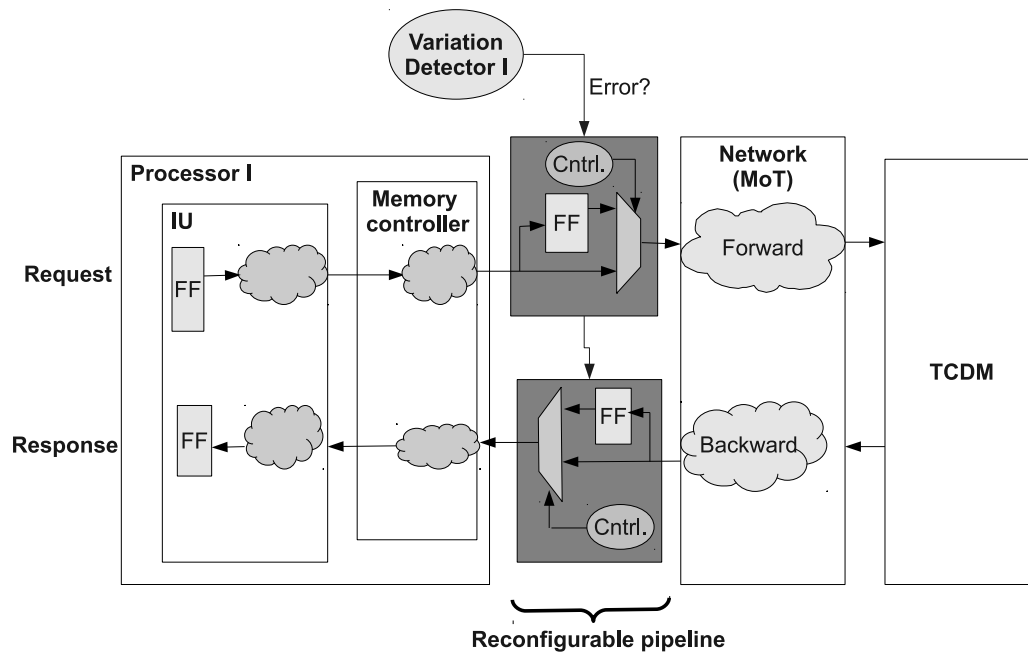 Variation
Detector I
Error?
Processor I
IU
Memory
controller
Cntrl.
FF
Network
(MoT)
Forward
Request
FF
TCDM
Response
FF
FF
Backward
Cntrl.
Reconfigurable pipeline